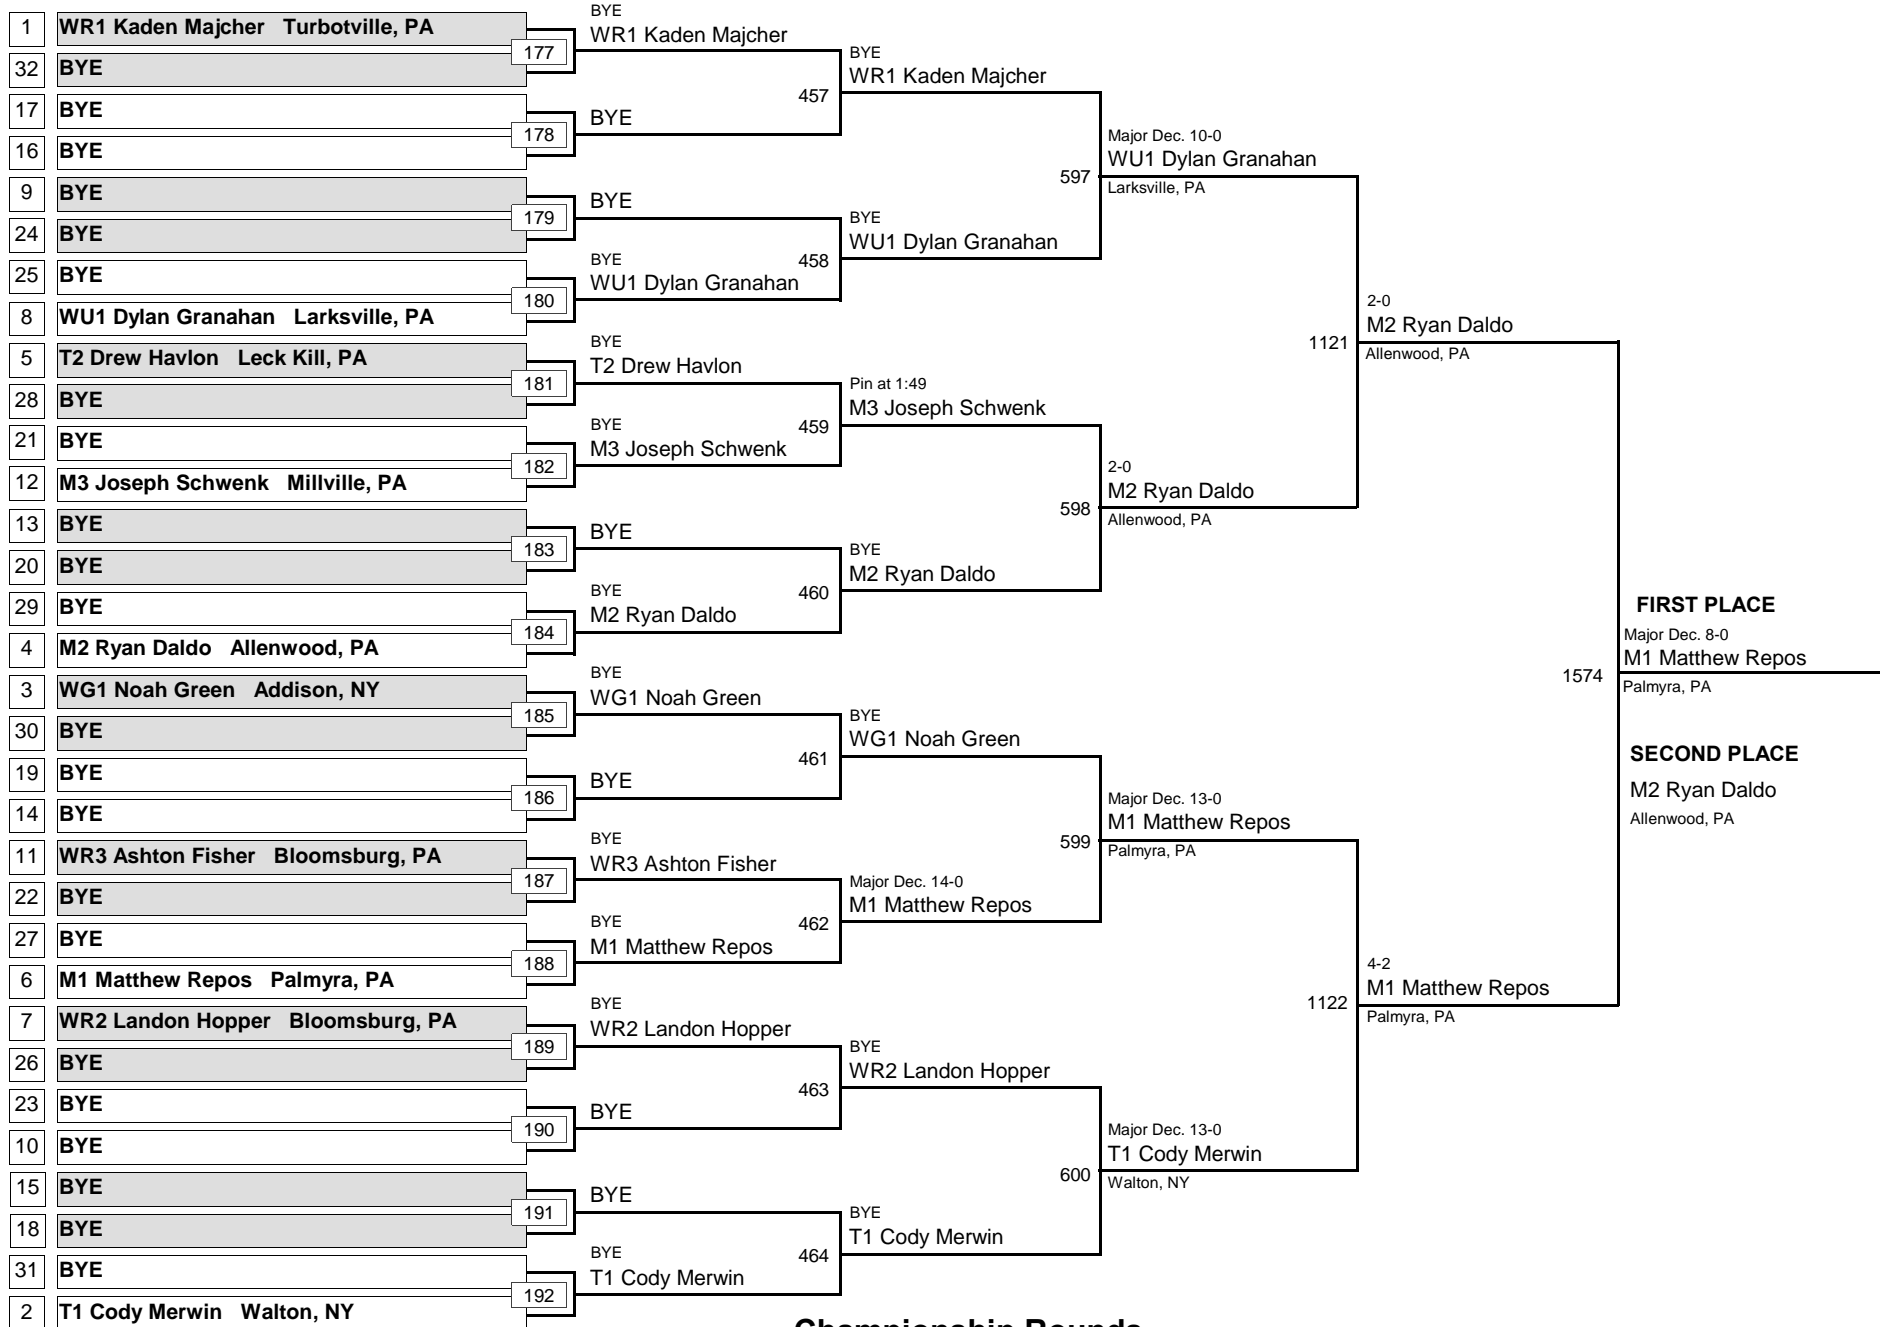 1 WR1 Kaden Majcher Turbotville, PA
32 BYE
177
17 BYE
16 BYE
178
9 BYE
24 BYE
179
25 BYE
8 WU1 Dylan Granahan Larksville, PA
180
5 T2 Drew Havlon Leck Kill, PA
28 BYE
181
21 BYE
12 M3 Joseph Schwenk Millville, PA
182
13 BYE
20 BYE
183
29 BYE
4 M2 Ryan Daldo Allenwood, PA
184
3 WG1 Noah Green Addison, NY
30 BYE
185
19 BYE
14 BYE
186
11 WR3 Ashton Fisher Bloomsburg, PA
22 BYE
187
27 BYE
6 M1 Matthew Repos Palmyra, PA
188
7 WR2 Landon Hopper Bloomsburg, PA
26 BYE
189
23 BYE
10 BYE
190
15 BYE
18 BYE
191
31 BYE
2 T1 Cody Merwin Walton, NY
192
BYE
WR1 Kaden Majcher
457
BYE
BYE
458
BYE
WU1 Dylan Granahan
BYE
T2 Drew Havlon
459
BYE
M3 Joseph Schwenk
BYE
460
BYE
M2 Ryan Daldo
BYE
WG1 Noah Green
461
BYE
BYE
WR3 Ashton Fisher
462
BYE
M1 Matthew Repos
BYE
WR2 Landon Hopper
463
BYE
BYE
464
BYE
T1 Cody Merwin
BYE
WR1 Kaden Majcher
597
BYE
WU1 Dylan Granahan
Pin at 1:49
M3 Joseph Schwenk
598
BYE
M2 Ryan Daldo
BYE
WG1 Noah Green
599
Major Dec. 14-0
M1 Matthew Repos
BYE
WR2 Landon Hopper
600
BYE
T1 Cody Merwin
Major Dec. 10-0
WU1 Dylan Granahan
Larksville, PA
1121
2-0
M2 Ryan Daldo
Allenwood, PA
Major Dec. 13-0
M1 Matthew Repos
Palmyra, PA
1122
Major Dec. 13-0
T1 Cody Merwin
Walton, NY
2-0
M2 Ryan Daldo
Allenwood, PA
1574
4-2
M1 Matthew Repos
Palmyra, PA
FIRST PLACE
Major Dec. 8-0
M1 Matthew Repos
Palmyra, PA
SECOND PLACE
M2 Ryan Daldo
Allenwood, PA
Championship Rounds